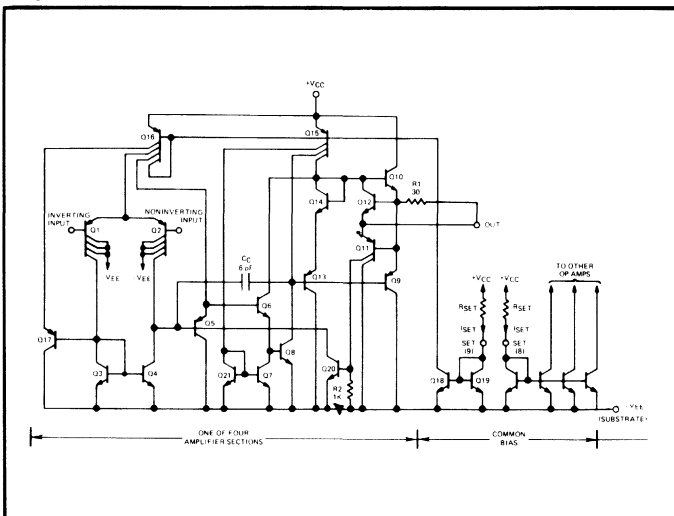 +VCC
Q16
Q15
Q10
R1
30
Q14
Q12
INVERTING
INPUT
NONINVERTING
INPUT
OUT
Q1
Q2
Q11
VEE
VEE
CC
6 pF
Q13
Q9
TO OTHER
OP AMPS
+VCC
+VCC
RSET
RSET
ISET
ISET
SET
(9)
SET
(8)
Q6
Q5
Q17
Q8
Q3
Q4
Q21
Q7
Q20
R2
1K
Q18
Q19
-VEE
(SUBSTRATE)
ONE OF FOUR
AMPLIFIER SECTIONS
COMMON
BIAS